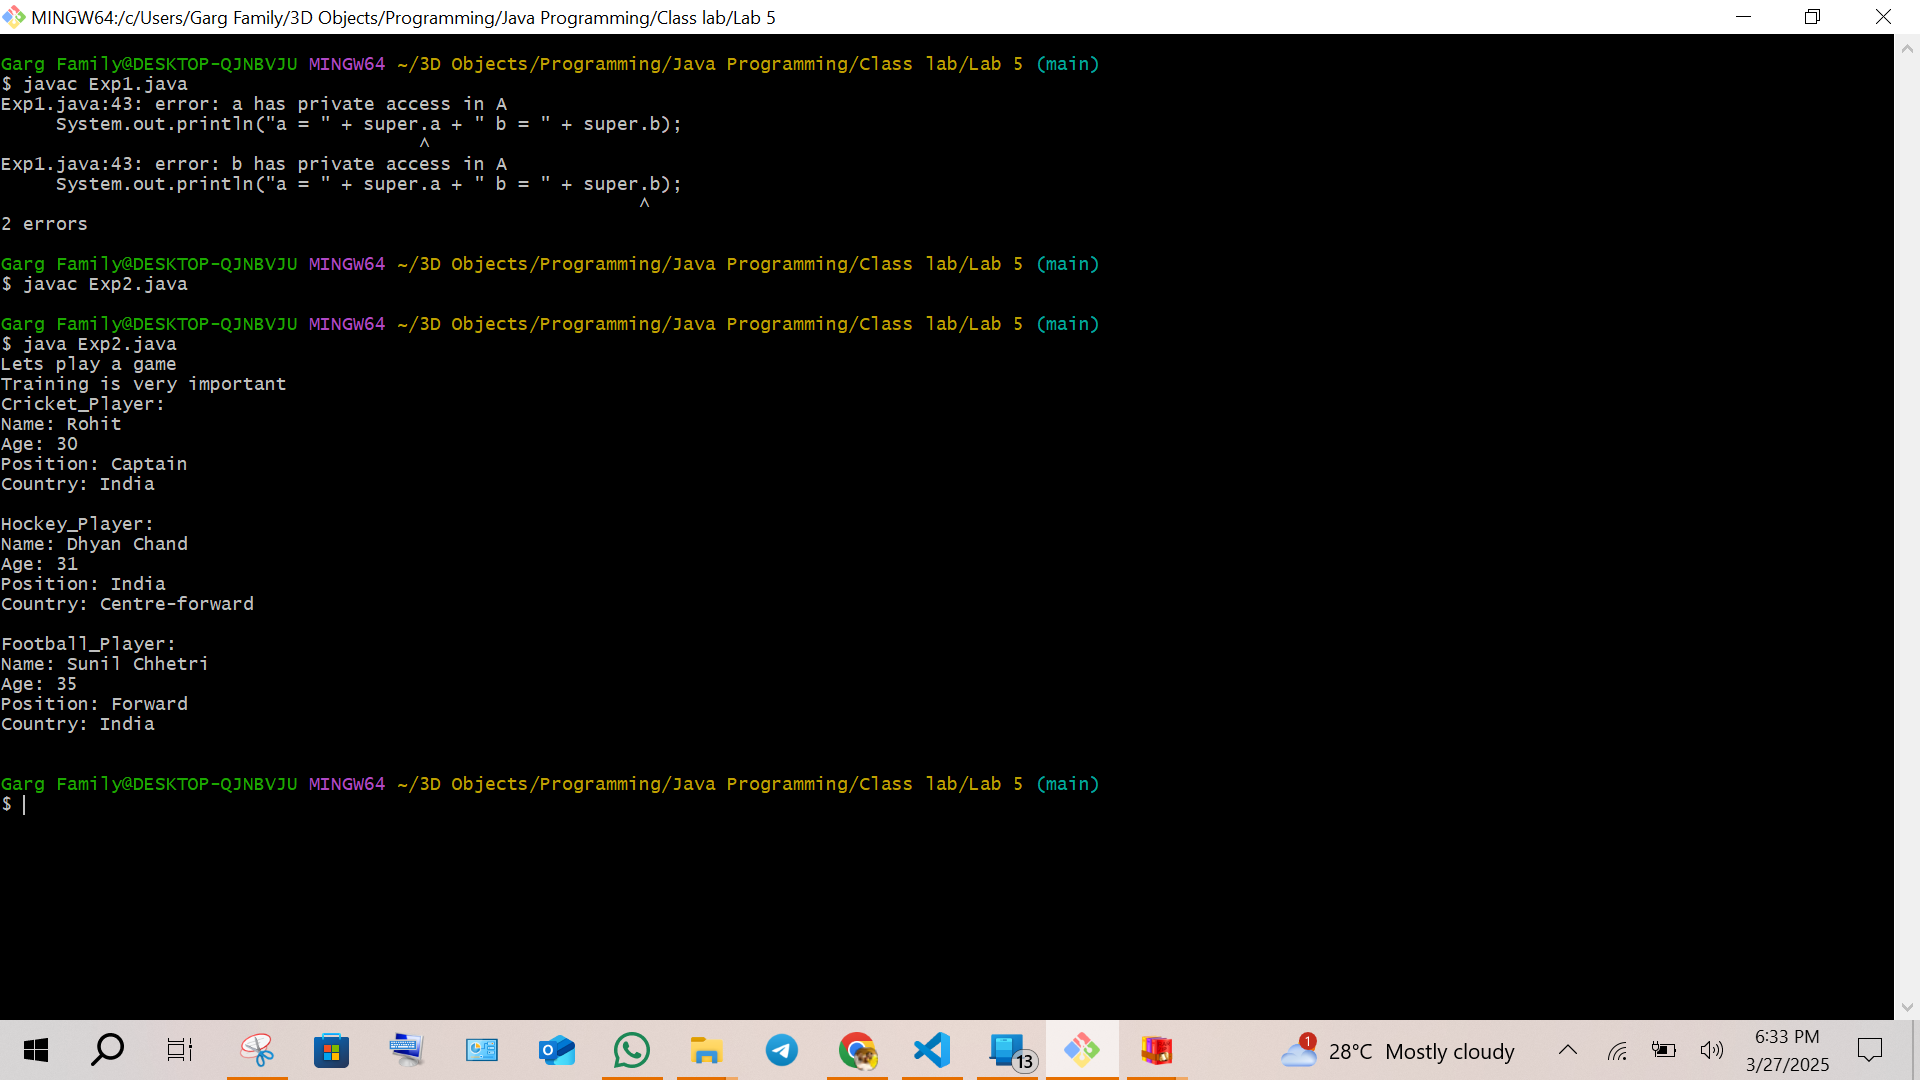 MINGW64:/c/Users/Garg Family/3D Objects/Programming/Java Programming/Class lab/Lab 5
Garg Family@DESKTOP-QJNBVJU MINGW64 ~/3D Objects/Programming/Java Programming/Class lab/Lab 5 (main)
$ javac Exp1.java
Exp1.java:43: error: a has private access in A
     System.out.println("a = " + super.a + " b = " + super.b);
                                      ^
Exp1.java:43: error: b has private access in A
     System.out.println("a = " + super.a + " b = " + super.b);
                                                          ^
2 errors
Garg Family@DESKTOP-QJNBVJU MINGW64 ~/3D Objects/Programming/Java Programming/Class lab/Lab 5 (main)
$ javac Exp2.java
Garg Family@DESKTOP-QJNBVJU MINGW64 ~/3D Objects/Programming/Java Programming/Class lab/Lab 5 (main)
$ java Exp2.java
Lets play a game
Training is very important
Cricket_Player:
Name: Rohit
Age: 30
Position: Captain
Country: India
Hockey_Player:
Name: Dhyan Chand
Age: 31
Position: India
Country: Centre-forward
Football_Player:
Name: Sunil Chhetri
Age: 35
Position: Forward
Country: India
Garg Family@DESKTOP-QJNBVJU MINGW64 ~/3D Objects/Programming/Java Programming/Class lab/Lab 5 (main)
$
13
1
28°C Mostly cloudy
6:33 PM
3/27/2025